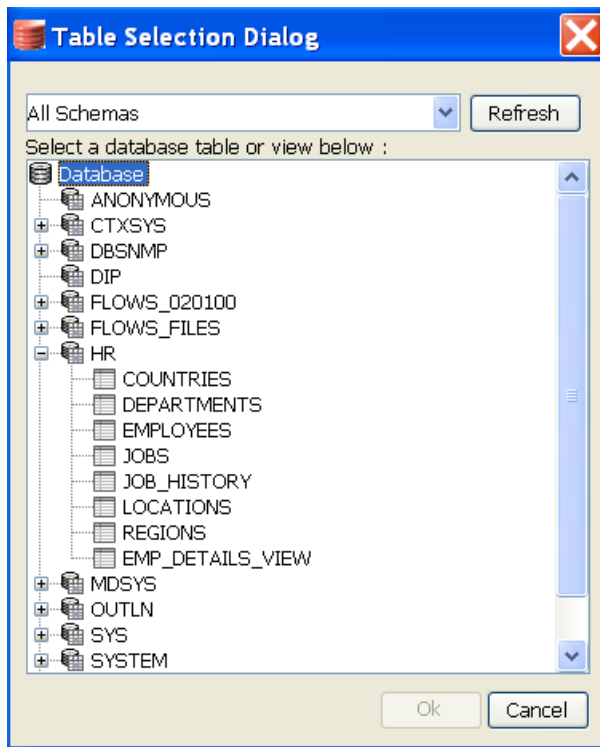 Table Selection Dialog
All Schemas
Refresh
Select a database table or view below :
Database
ANONYMOUS
CTXSYS
DBSNMP
DIP
FLOWS_020100
FLOWS_FILES
HR
COUNTRIES
DEPARTMENTS
EMPLOYEES
JOBS
JOB_HISTORY
LOCATIONS
REGIONS
EMP_DETAILS_VIEW
MDSYS
OUTLN
SYS
SYSTEM
Ok
Cancel